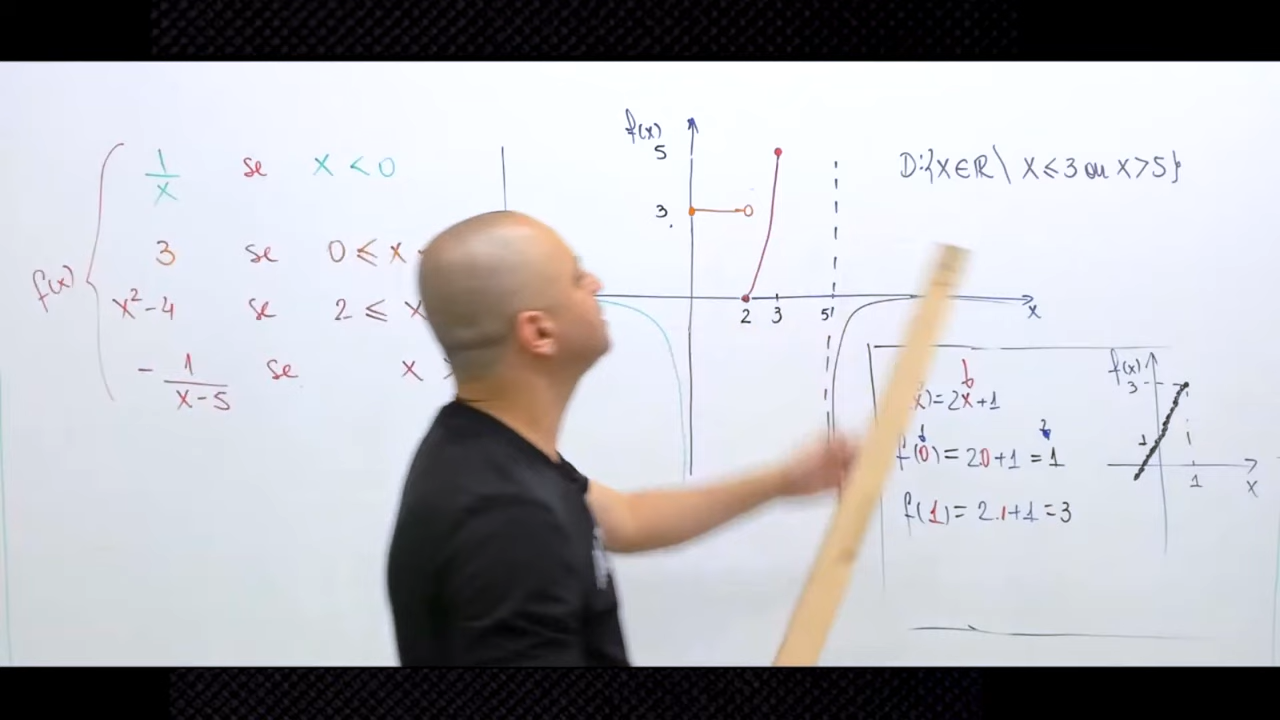 1/x se x < 0
3 se 0 ≤ x
x²-4 se 2 ≤ x
f(x)
- 1/(x-5) se x
f(x)
5
3
2 3 5
x
D:{x∈ℝ \ x≤3 ou x>5}
x)=2x+1
f(0)=2.0+1=1
f(1)=2.1+1=3
f(x)
3
1
1
x